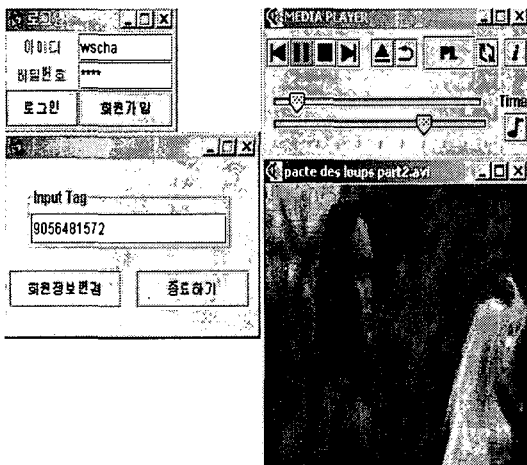 로그인
아이디 wscha
비밀번호 ****
로그인 회원가입
Input Tag
9056481572
회원정보변경 종료하기
MEDIA PLAYER
PL i
Time
pacte des loups part2.avi